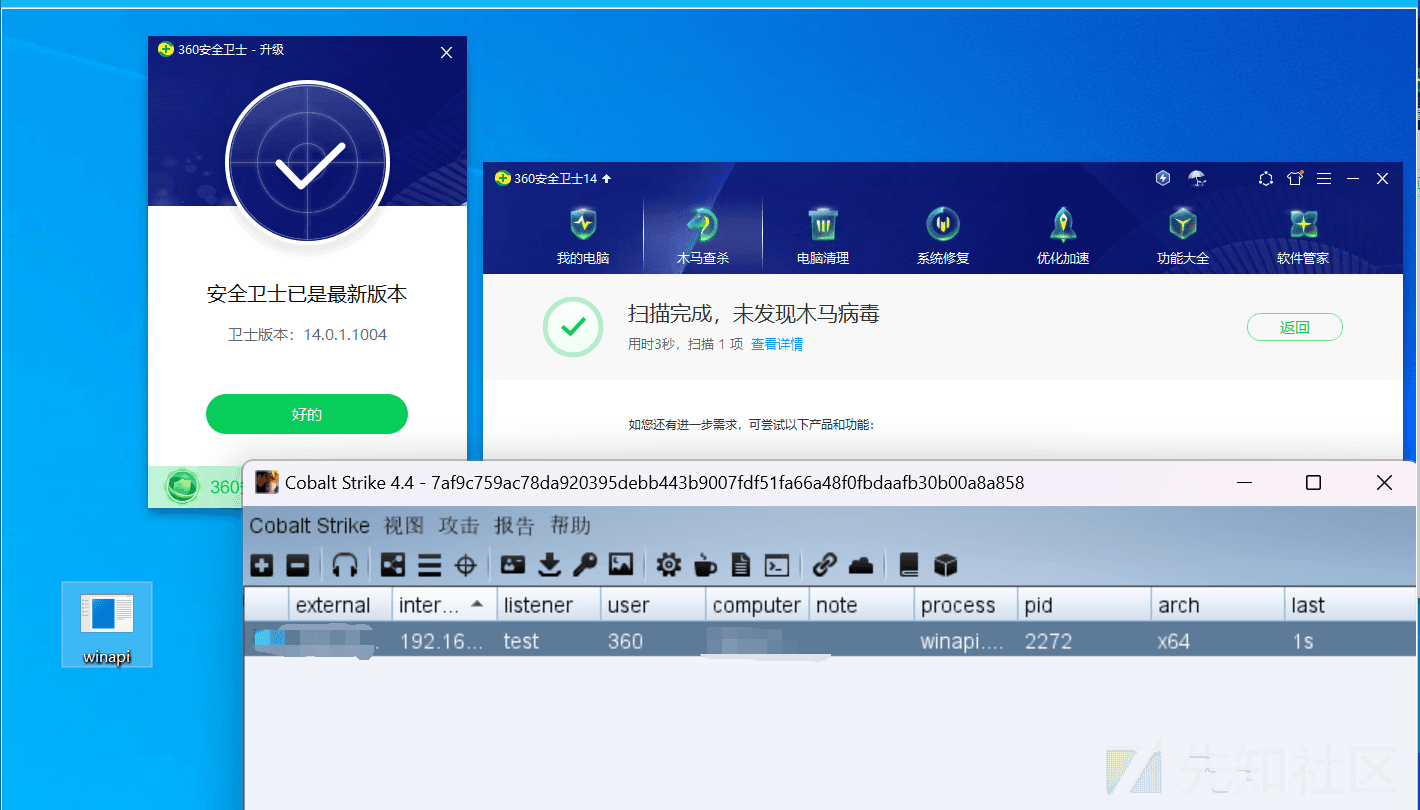 360安全卫士 - 升级
安全卫士已是最新版本
卫士版本：14.0.1.1004
好的
360
360安全卫士14
我的电脑
木马查杀
电脑清理
系统修复
优化加速
功能大全
软件管家
扫描完成，未发现木马病毒
用时3秒，扫描 1 项 查看详情
返回
如您还有进一步需求，可尝试以下产品和功能：
winapi
Cobalt Strike 4.4 - 7af9c759ac78da920395debb443b9007fdf51fa66a48f0fbdaafb30b00a8a858
Cobalt Strike 视图 攻击 报告 帮助
external inter... listener user computer note process pid arch last
192.16... test 360 winapi.... 2272 x64 1s
先知社区